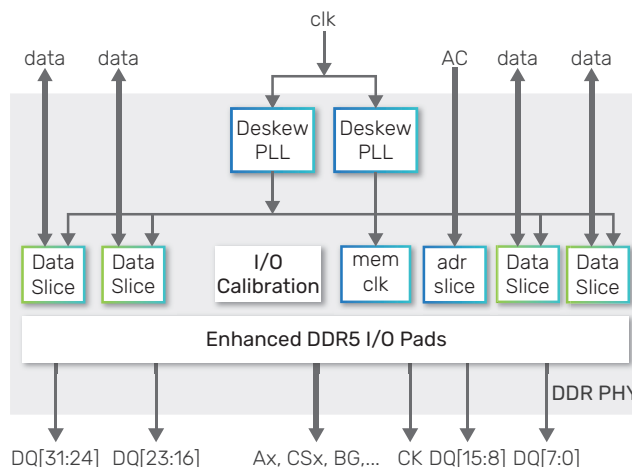 clk
data data AC data data
Deskew PLL Deskew PLL
Data Slice
Data Slice
I/O Calibration
mem clk
adr slice
Data Slice
Data Slice
Enhanced DDR5 I/O Pads
DDR PHY
DQ[31:24] DQ[23:16] Ax, CSx, BG,... CK DQ[15:8] DQ[7:0]